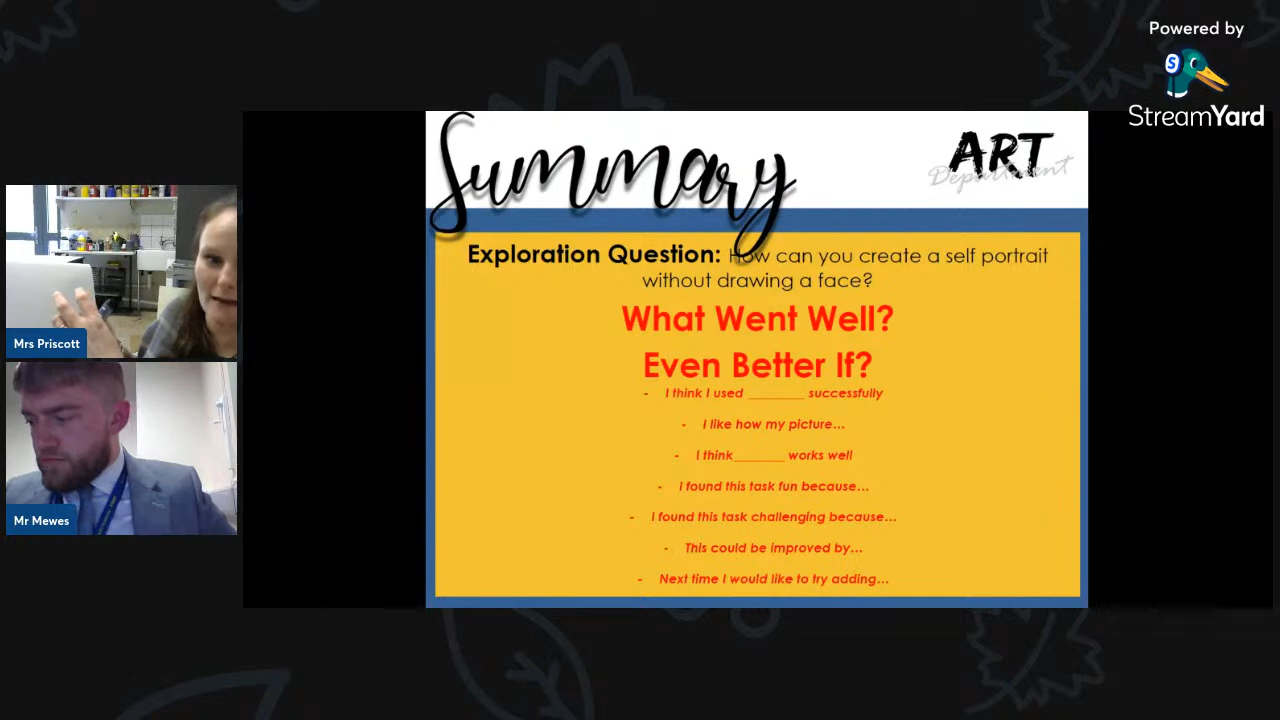 Powered by
S
StreamYard
Summary
ART
Department
Exploration Question: How can you create a self portrait
without drawing a face?
What Went Well?
Even Better If?
- I think I used ________ successfully
- I like how my picture...
- I think_______ works well
- I found this task fun because...
- I found this task challenging because...
- This could be improved by...
- Next time I would like to try adding...
Mrs Priscott
Mr Mewes